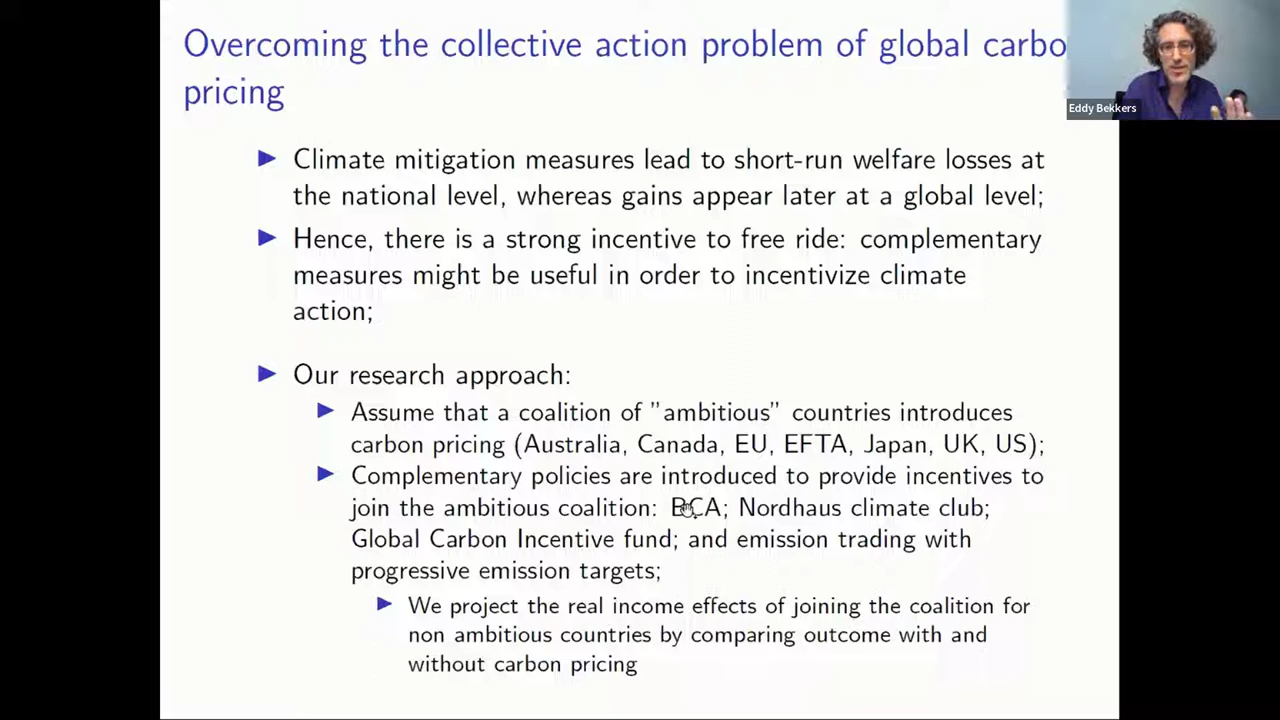 Overcoming the collective action problem of global carbo
pricing
Eddy Bekkers
Climate mitigation measures lead to short-run welfare losses at
the national level, whereas gains appear later at a global level;
Hence, there is a strong incentive to free ride: complementary
measures might be useful in order to incentivize climate
action;
Our research approach:
Assume that a coalition of "ambitious" countries introduces
carbon pricing (Australia, Canada, EU, EFTA, Japan, UK, US);
Complementary policies are introduced to provide incentives to
join the ambitious coalition: BCA; Nordhaus climate club;
Global Carbon Incentive fund; and emission trading with
progressive emission targets;
We project the real income effects of joining the coalition for
non ambitious countries by comparing outcome with and
without carbon pricing